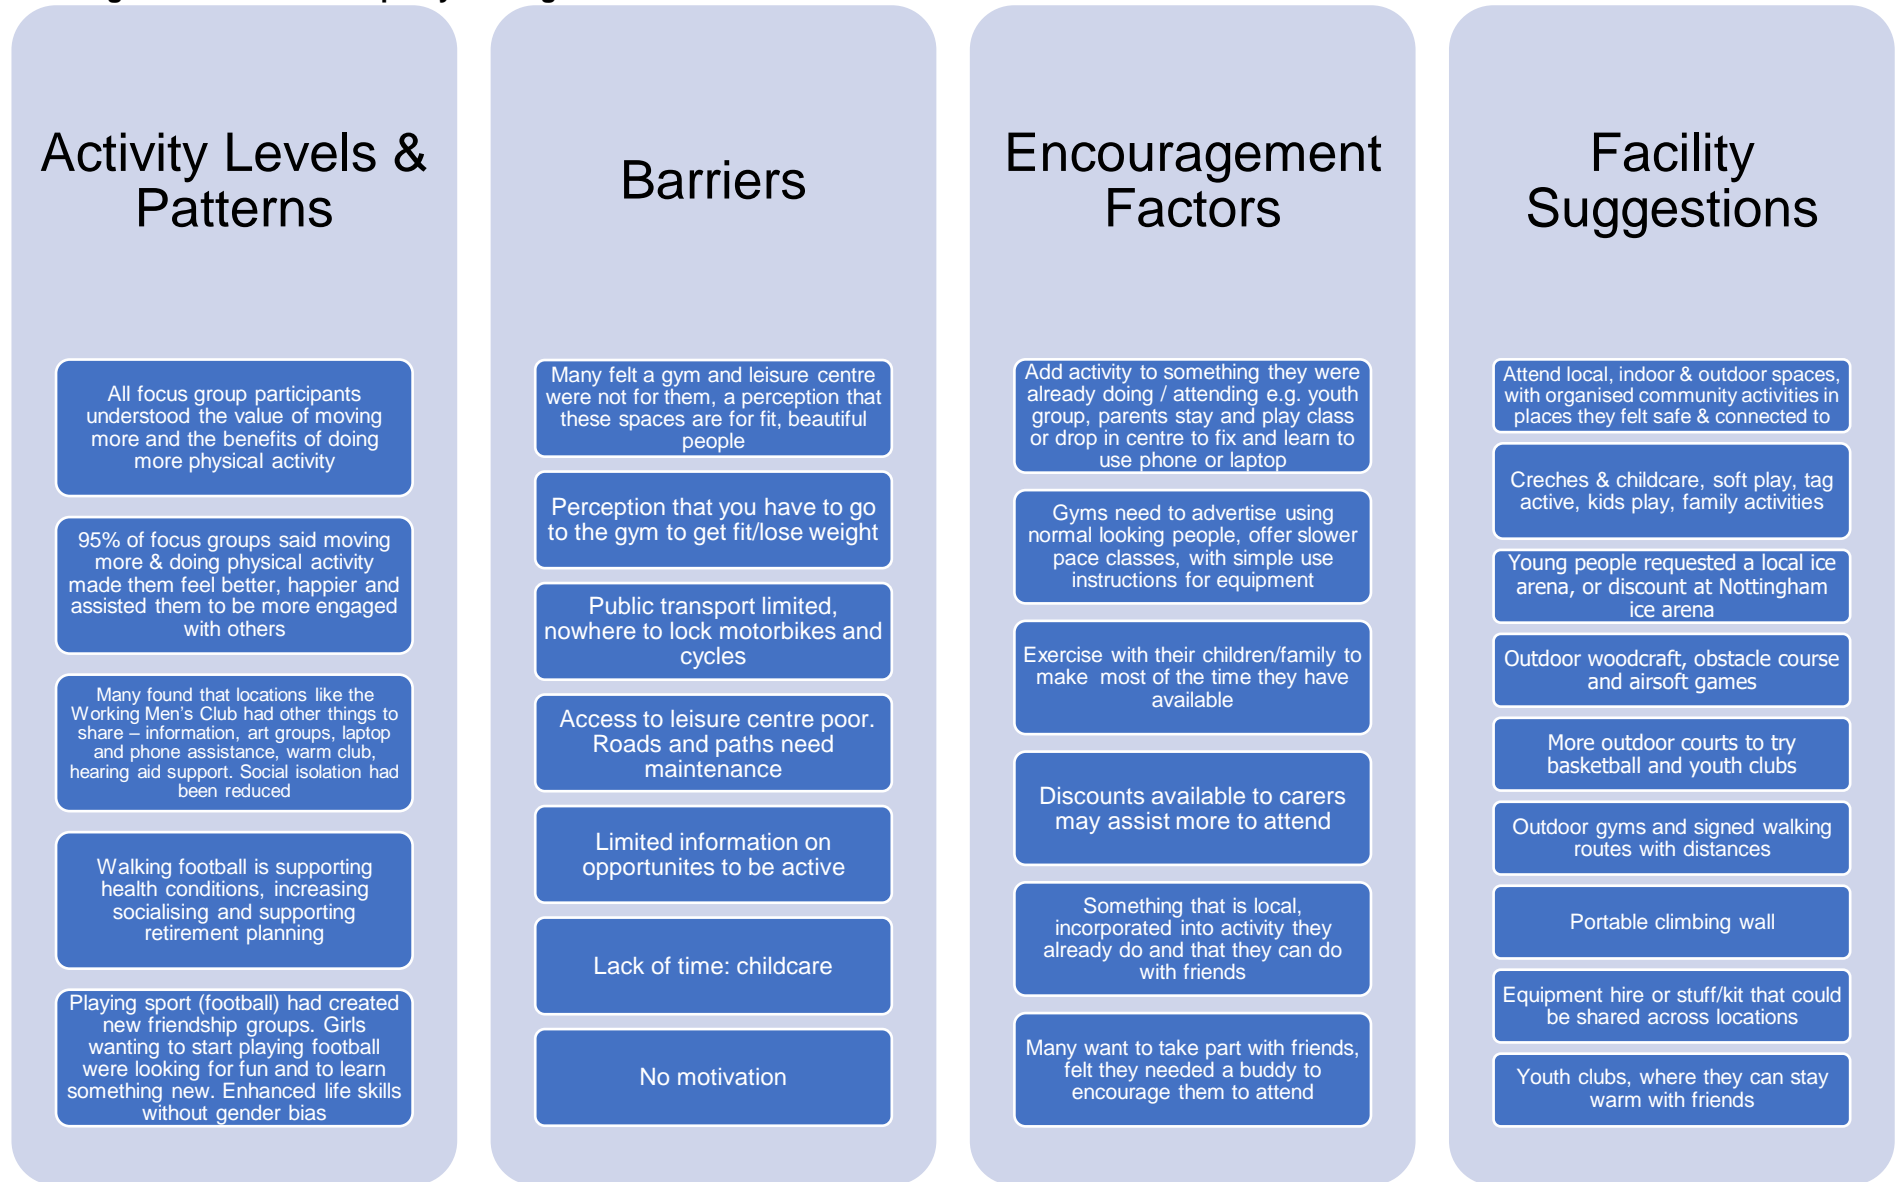 Activity Levels &
Patterns
All focus group participants
understood the value of moving
more and the benefits of doing
more physical activity
95% of focus groups said moving
more & doing physical activity
made them feel better, happier and
assisted them to be more engaged
with others
Many found that locations like the
Working Men's Club had other things to
share – information, art groups, laptop
and phone assistance, warm club,
hearing aid support. Social isolation had
been reduced
Walking football is supporting
health conditions, increasing
socialising and supporting
retirement planning
Playing sport (football) had created
new friendship groups. Girls
wanting to start playing football
were looking for fun and to learn
something new. Enhanced life skills
without gender bias
Barriers
Many felt a gym and leisure centre
were not for them, a perception that
these spaces are for fit, beautiful
people
Perception that you have to go
to the gym to get fit/lose weight
Public transport limited,
nowhere to lock motorbikes and
cycles
Access to leisure centre poor.
Roads and paths need
maintenance
Limited information on
opportunites to be active
Lack of time: childcare
No motivation
Encouragement
Factors
Add activity to something they were
already doing / attending e.g. youth
group, parents stay and play class
or drop in centre to fix and learn to
use phone or laptop
Gyms need to advertise using
normal looking people, offer slower
pace classes, with simple use
instructions for equipment
Exercise with their children/family to
make  most of the time they have
available
Discounts available to carers
may assist more to attend
Something that is local,
incorporated into activity they
already do and that they can do
with friends
Many want to take part with friends,
felt they needed a buddy to
encourage them to attend
Facility
Suggestions
Attend local, indoor & outdoor spaces,
with organised community activities in
places they felt safe & connected to
Creches & childcare, soft play, tag
active, kids play, family activities
Young people requested a local ice
arena, or discount at Nottingham
ice arena
Outdoor woodcraft, obstacle course
and airsoft games
More outdoor courts to try
basketball and youth clubs
Outdoor gyms and signed walking
routes with distances
Portable climbing wall
Equipment hire or stuff/kit that could
be shared across locations
Youth clubs, where they can stay
warm with friends